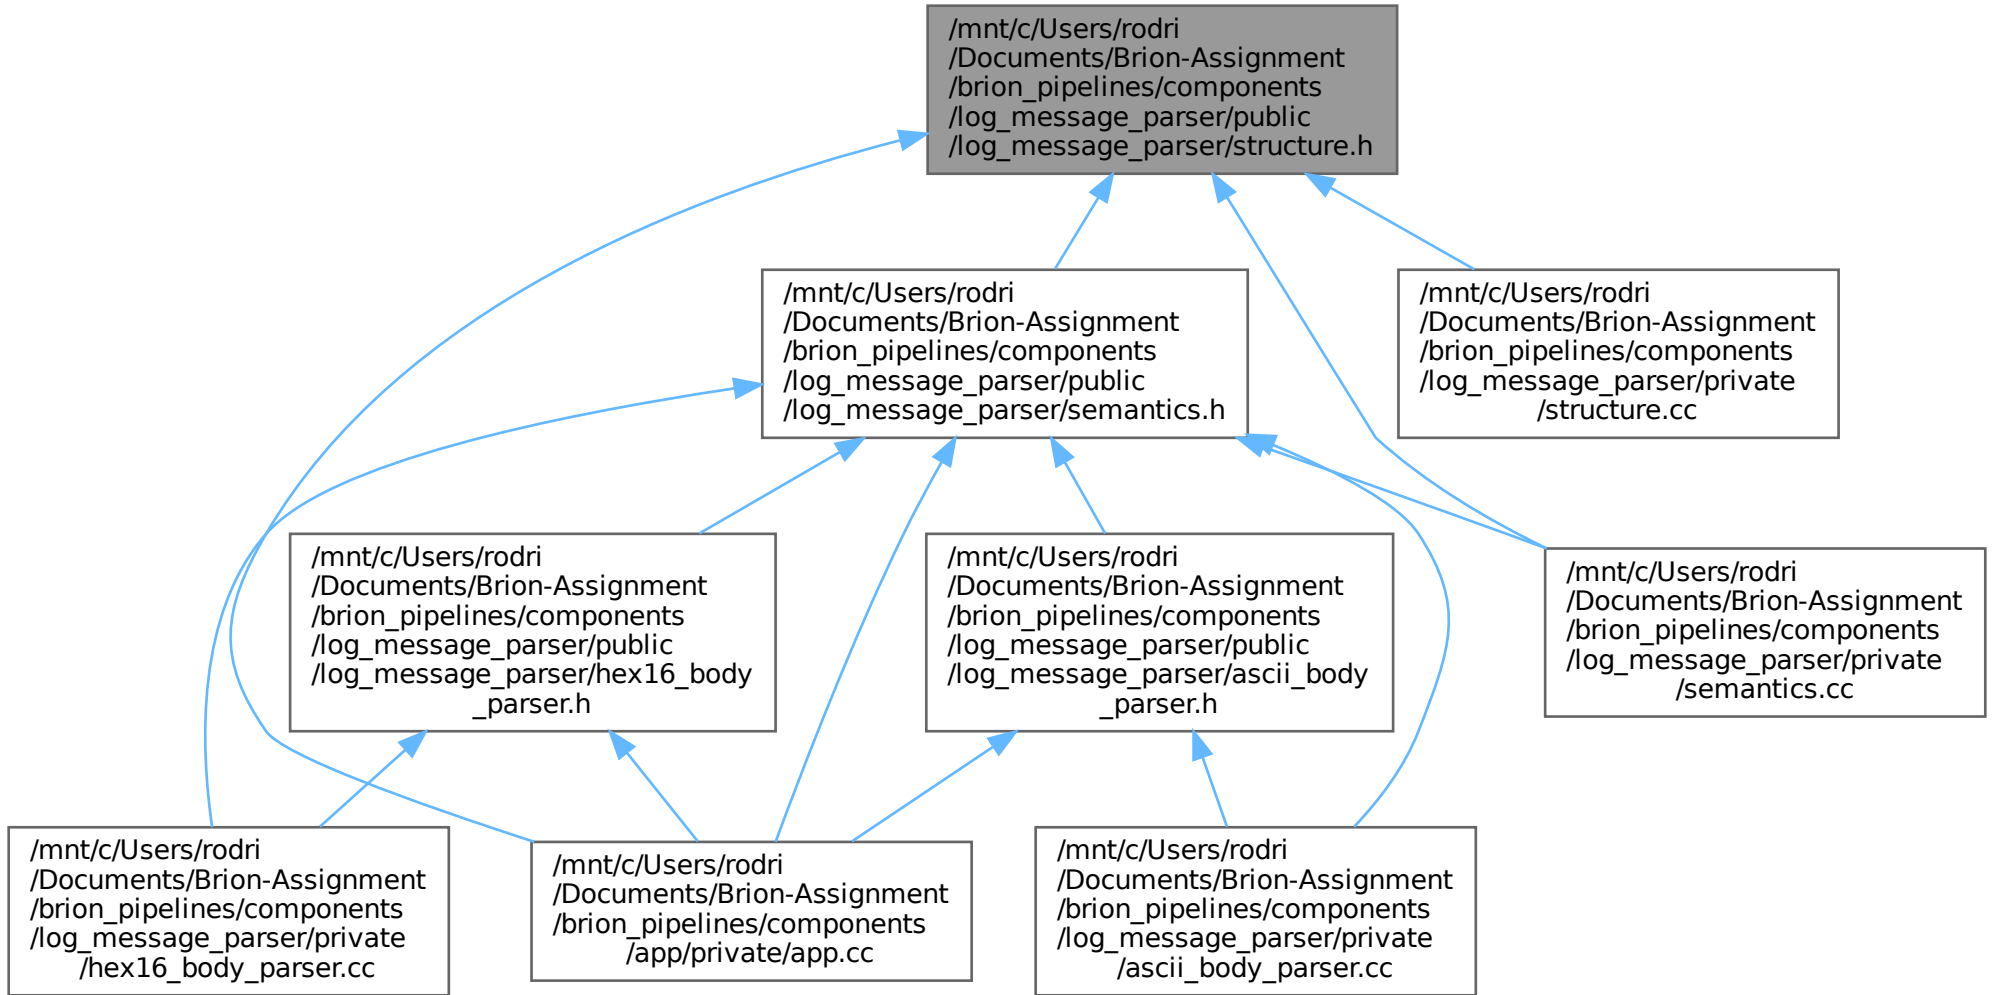 /mnt/c/Users/rodri
/Documents/Brion-Assignment
/brion_pipelines/components
/log_message_parser/public
/log_message_parser/structure.h
/mnt/c/Users/rodri
/Documents/Brion-Assignment
/brion_pipelines/components
/log_message_parser/public
/log_message_parser/semantics.h
/mnt/c/Users/rodri
/Documents/Brion-Assignment
/brion_pipelines/components
/log_message_parser/private
/structure.cc
/mnt/c/Users/rodri
/Documents/Brion-Assignment
/brion_pipelines/components
/log_message_parser/public
/log_message_parser/hex16_body
_parser.h
/mnt/c/Users/rodri
/Documents/Brion-Assignment
/brion_pipelines/components
/log_message_parser/public
/log_message_parser/ascii_body
_parser.h
/mnt/c/Users/rodri
/Documents/Brion-Assignment
/brion_pipelines/components
/log_message_parser/private
/semantics.cc
/mnt/c/Users/rodri
/Documents/Brion-Assignment
/brion_pipelines/components
/log_message_parser/private
/hex16_body_parser.cc
/mnt/c/Users/rodri
/Documents/Brion-Assignment
/brion_pipelines/components
/app/private/app.cc
/mnt/c/Users/rodri
/Documents/Brion-Assignment
/brion_pipelines/components
/log_message_parser/private
/ascii_body_parser.cc